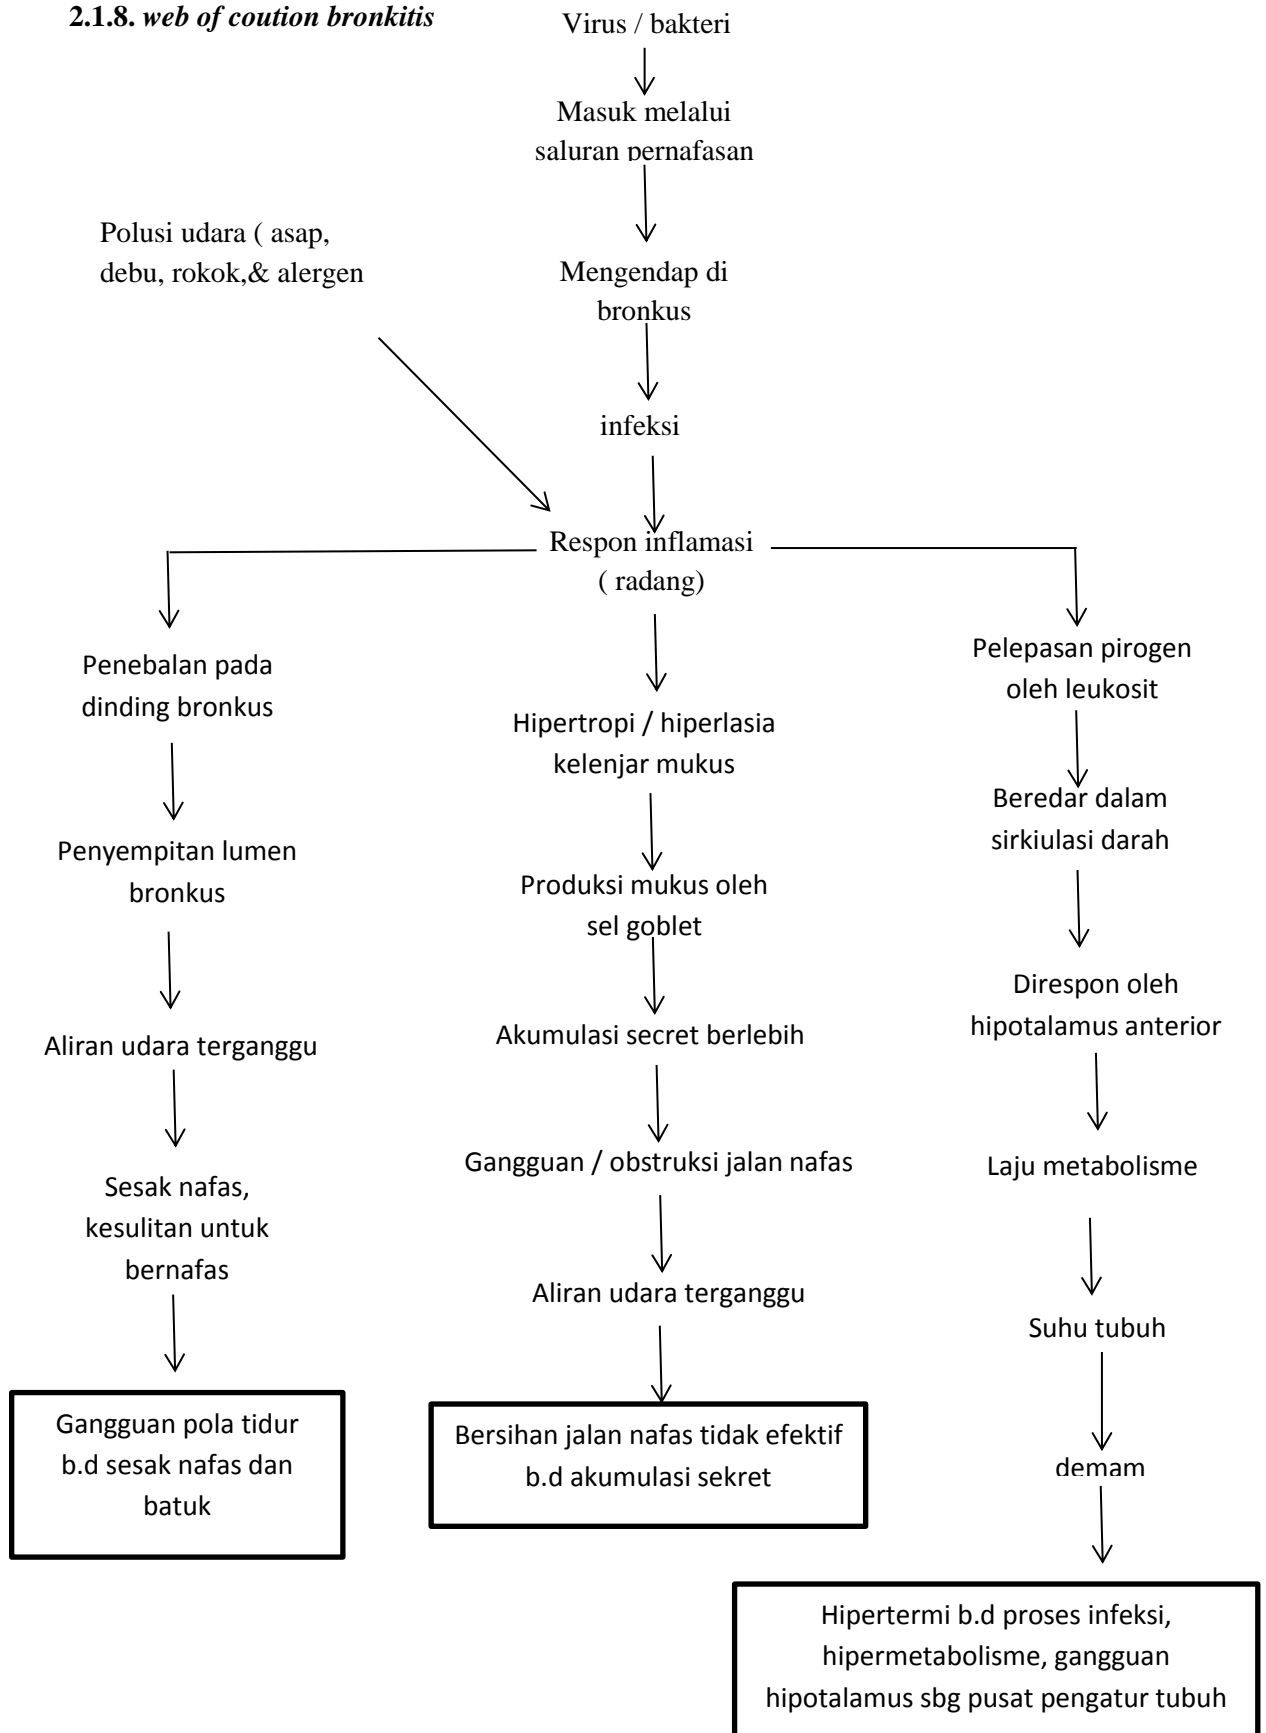 2.1.8. web of coution bronkitis
Virus / bakteri
Masuk melalui
saluran pernafasan
Polusi udara ( asap,
debu, rokok,& alergen
Mengendap di
bronkus
infeksi
Respon inflamasi
( radang)
Penebalan pada
dinding bronkus
Penyempitan lumen
bronkus
Aliran udara terganggu
Sesak nafas,
kesulitan untuk
bernafas
Gangguan pola tidur
b.d sesak nafas dan
batuk
Hipertropi / hiperlasia
kelenjar mukus
Produksi mukus oleh
sel goblet
Akumulasi secret berlebih
Gangguan / obstruksi jalan nafas
Aliran udara terganggu
Bersihan jalan nafas tidak efektif
b.d akumulasi sekret
Pelepasan pirogen
oleh leukosit
Beredar dalam
sirkiulasi darah
Direspon oleh
hipotalamus anterior
Laju metabolisme
Suhu tubuh
demam
Hipertermi b.d proses infeksi,
hipermetabolisme, gangguan
hipotalamus sbg pusat pengatur tubuh